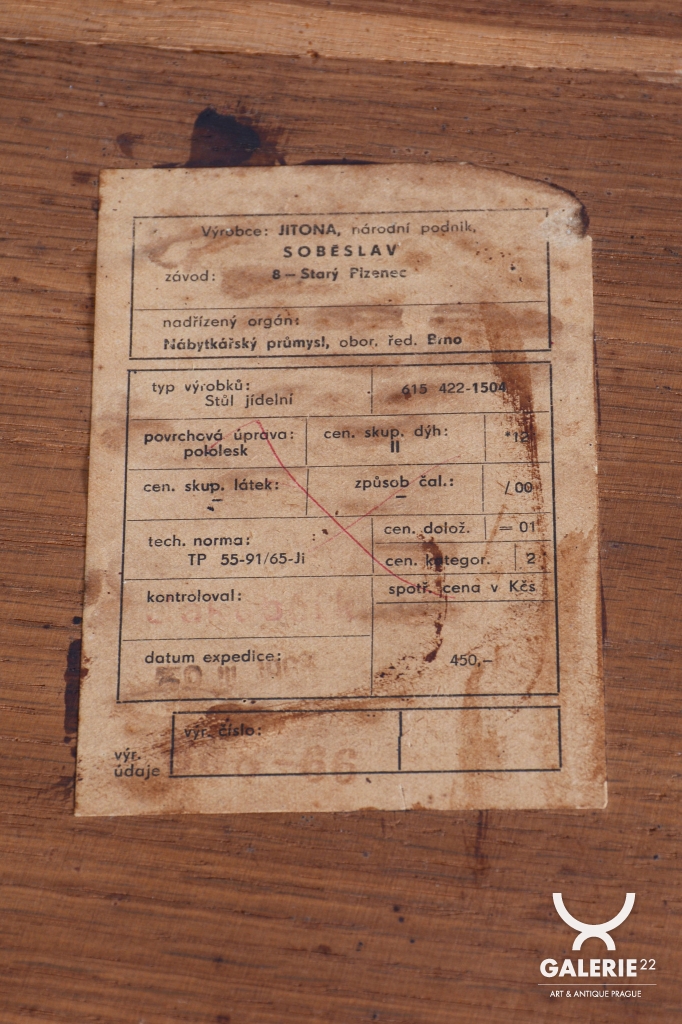 Výrobce: JITONA, národní podnik,
SOBĚSLAV
závod: 8 — Starý Plzenec
nadřízený orgán:
Nábytkářský průmysl, obor. řed. Brno
typ výrobků: 615 422-1504
Stůl jídelní
povrchová úprava: cen. skup. dýh: 12
pololesk II
cen. skup. látek: způsob čal.: /00
– –
tech. norma: cen. dolož. = 01
TP 55-91/65-Ji cen. kategor. 2
kontroloval: spotř. cena v Kčs
datum expedice: 450,–
výr. číslo:
výr.
údaje
GALERIE 22
ART & ANTIQUE PRAGUE